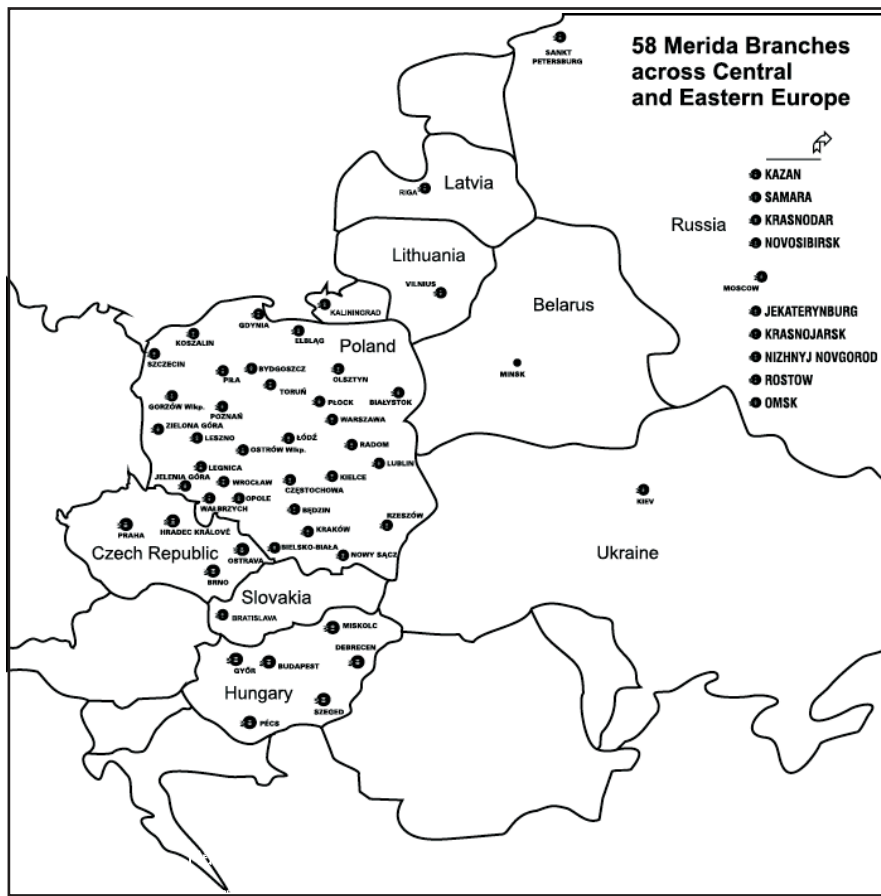 58 Merida Branches
across Central
and Eastern Europe
SANKT
PETERSBURG
KAZAN
SAMARA
KRASNODAR
NOVOSIBIRSK
Russia
MOSCOW
JEKATERYNBURG
KRASNOJARSK
NIZHNYJ NOVGOROD
ROSTOW
OMSK
Latvia
RIGA
Lithuania
VILNIUS
KALININGRAD
Belarus
MINSK
Poland
GDYNIA
KOSZALIN
ELBLĄG
SZCZECIN
PIŁA
BYDGOSZCZ
OLSZTYN
TORUŃ
GORZÓW Wlkp.
POZNAŃ
PŁOCK
BIAŁYSTOK
WARSZAWA
ZIELONA GÓRA
LESZNO
ŁÓDŹ
OSTRÓW Wlkp.
RADOM
LUBLIN
LEGNICA
JELENIA GÓRA
WROCŁAW
CZĘSTOCHOWA
KIELCE
WAŁBRZYCH
OPOLE
BĘDZIN
RZESZÓW
KRAKÓW
BIELSKO-BIAŁA
NOWY SĄCZ
KIEV
Ukraine
PRAHA
HRADEC KRÁLOVÉ
Czech Republic
OSTRAVA
BRNO
Slovakia
BRATISLAVA
MISKOLC
DEBRECEN
GYŐR
BUDAPEST
Hungary
SZEGED
PÉCS